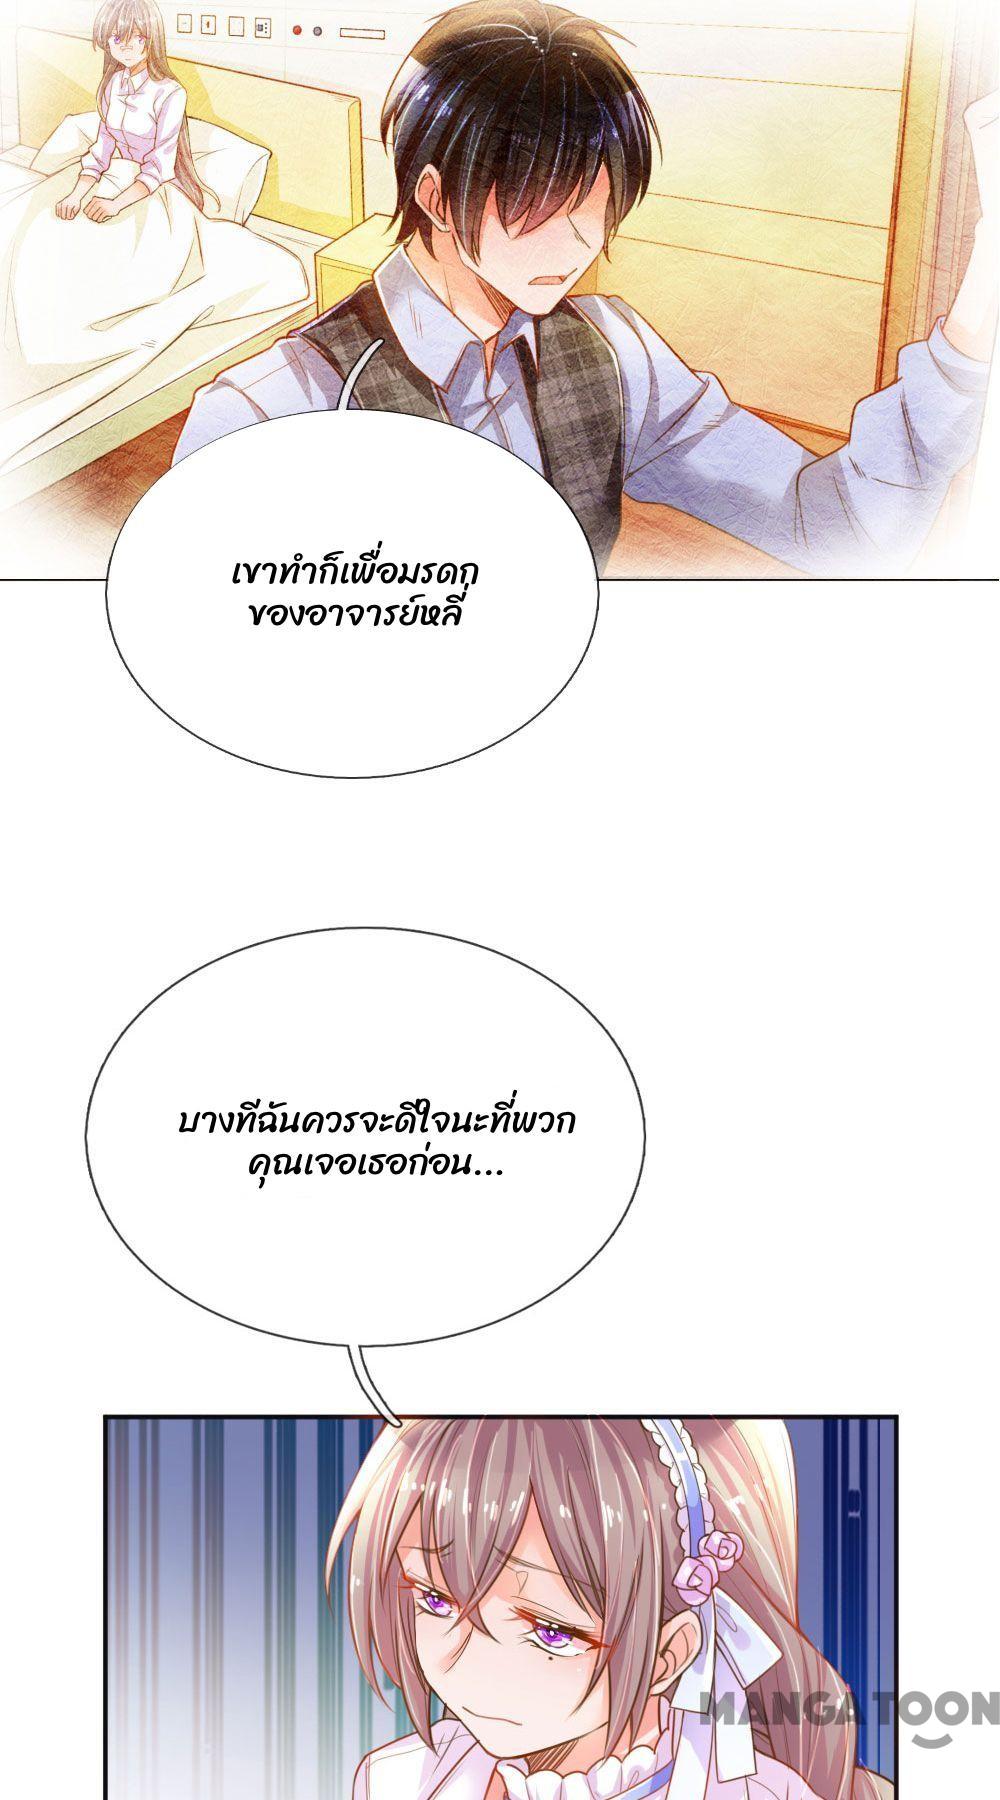 เขาทำก็เพื่อมรดก
ของอาจารย์หลี่
บางทีฉันควรจะดีใจนะที่พวก
คุณเจอเธอก่อน...
MANGA TOON